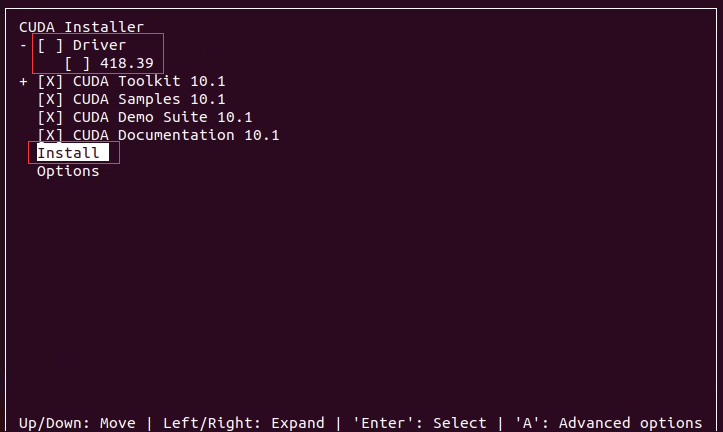 CUDA Installer
- [ ] Driver
[ ] 418.39
+ [X] CUDA Toolkit 10.1
[X] CUDA Samples 10.1
[X] CUDA Demo Suite 10.1
[X] CUDA Documentation 10.1
Install
Options
Up/Down: Move | Left/Right: Expand | 'Enter': Select | 'A': Advanced options